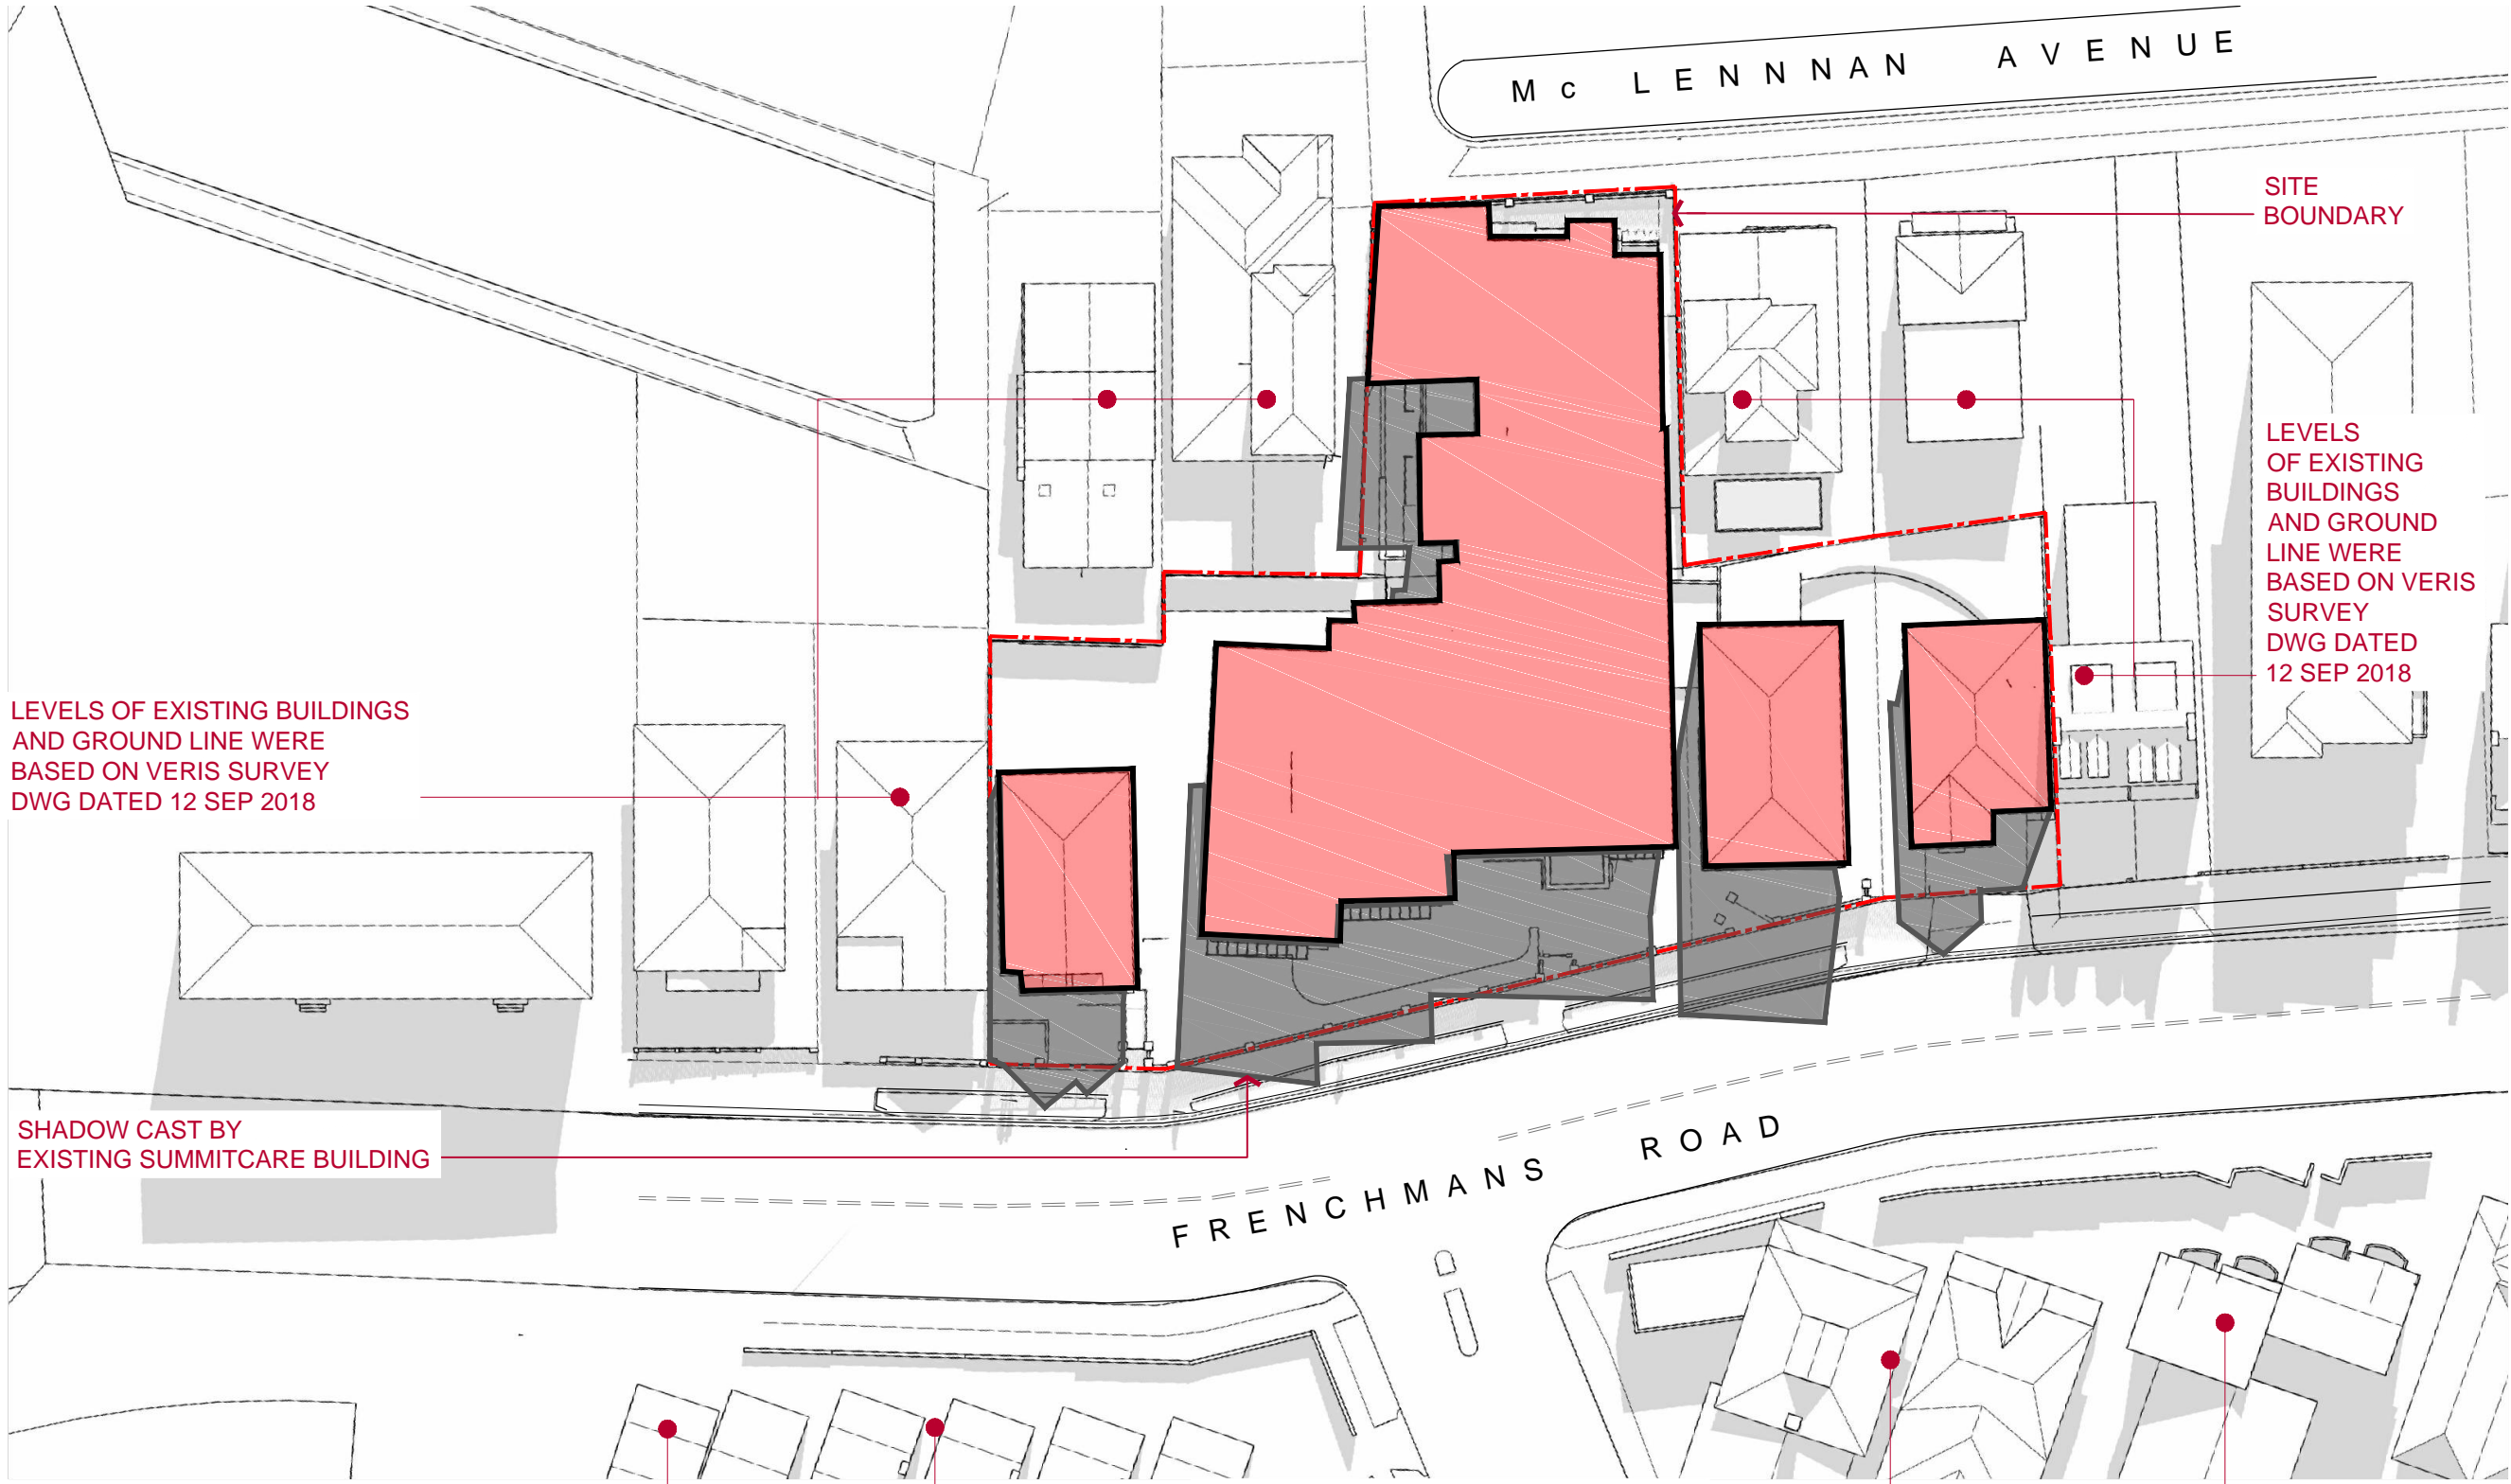 Mc LENNNAN AVENUE
SITE
BOUNDARY
LEVELS
OF EXISTING
BUILDINGS
AND GROUND
LINE WERE
BASED ON VERIS
SURVEY
DWG DATED
12 SEP 2018
LEVELS OF EXISTING BUILDINGS
AND GROUND LINE WERE
BASED ON VERIS SURVEY
DWG DATED 12 SEP 2018
SHADOW CAST BY
EXISTING SUMMITCARE BUILDING
FRENCHMANS ROAD